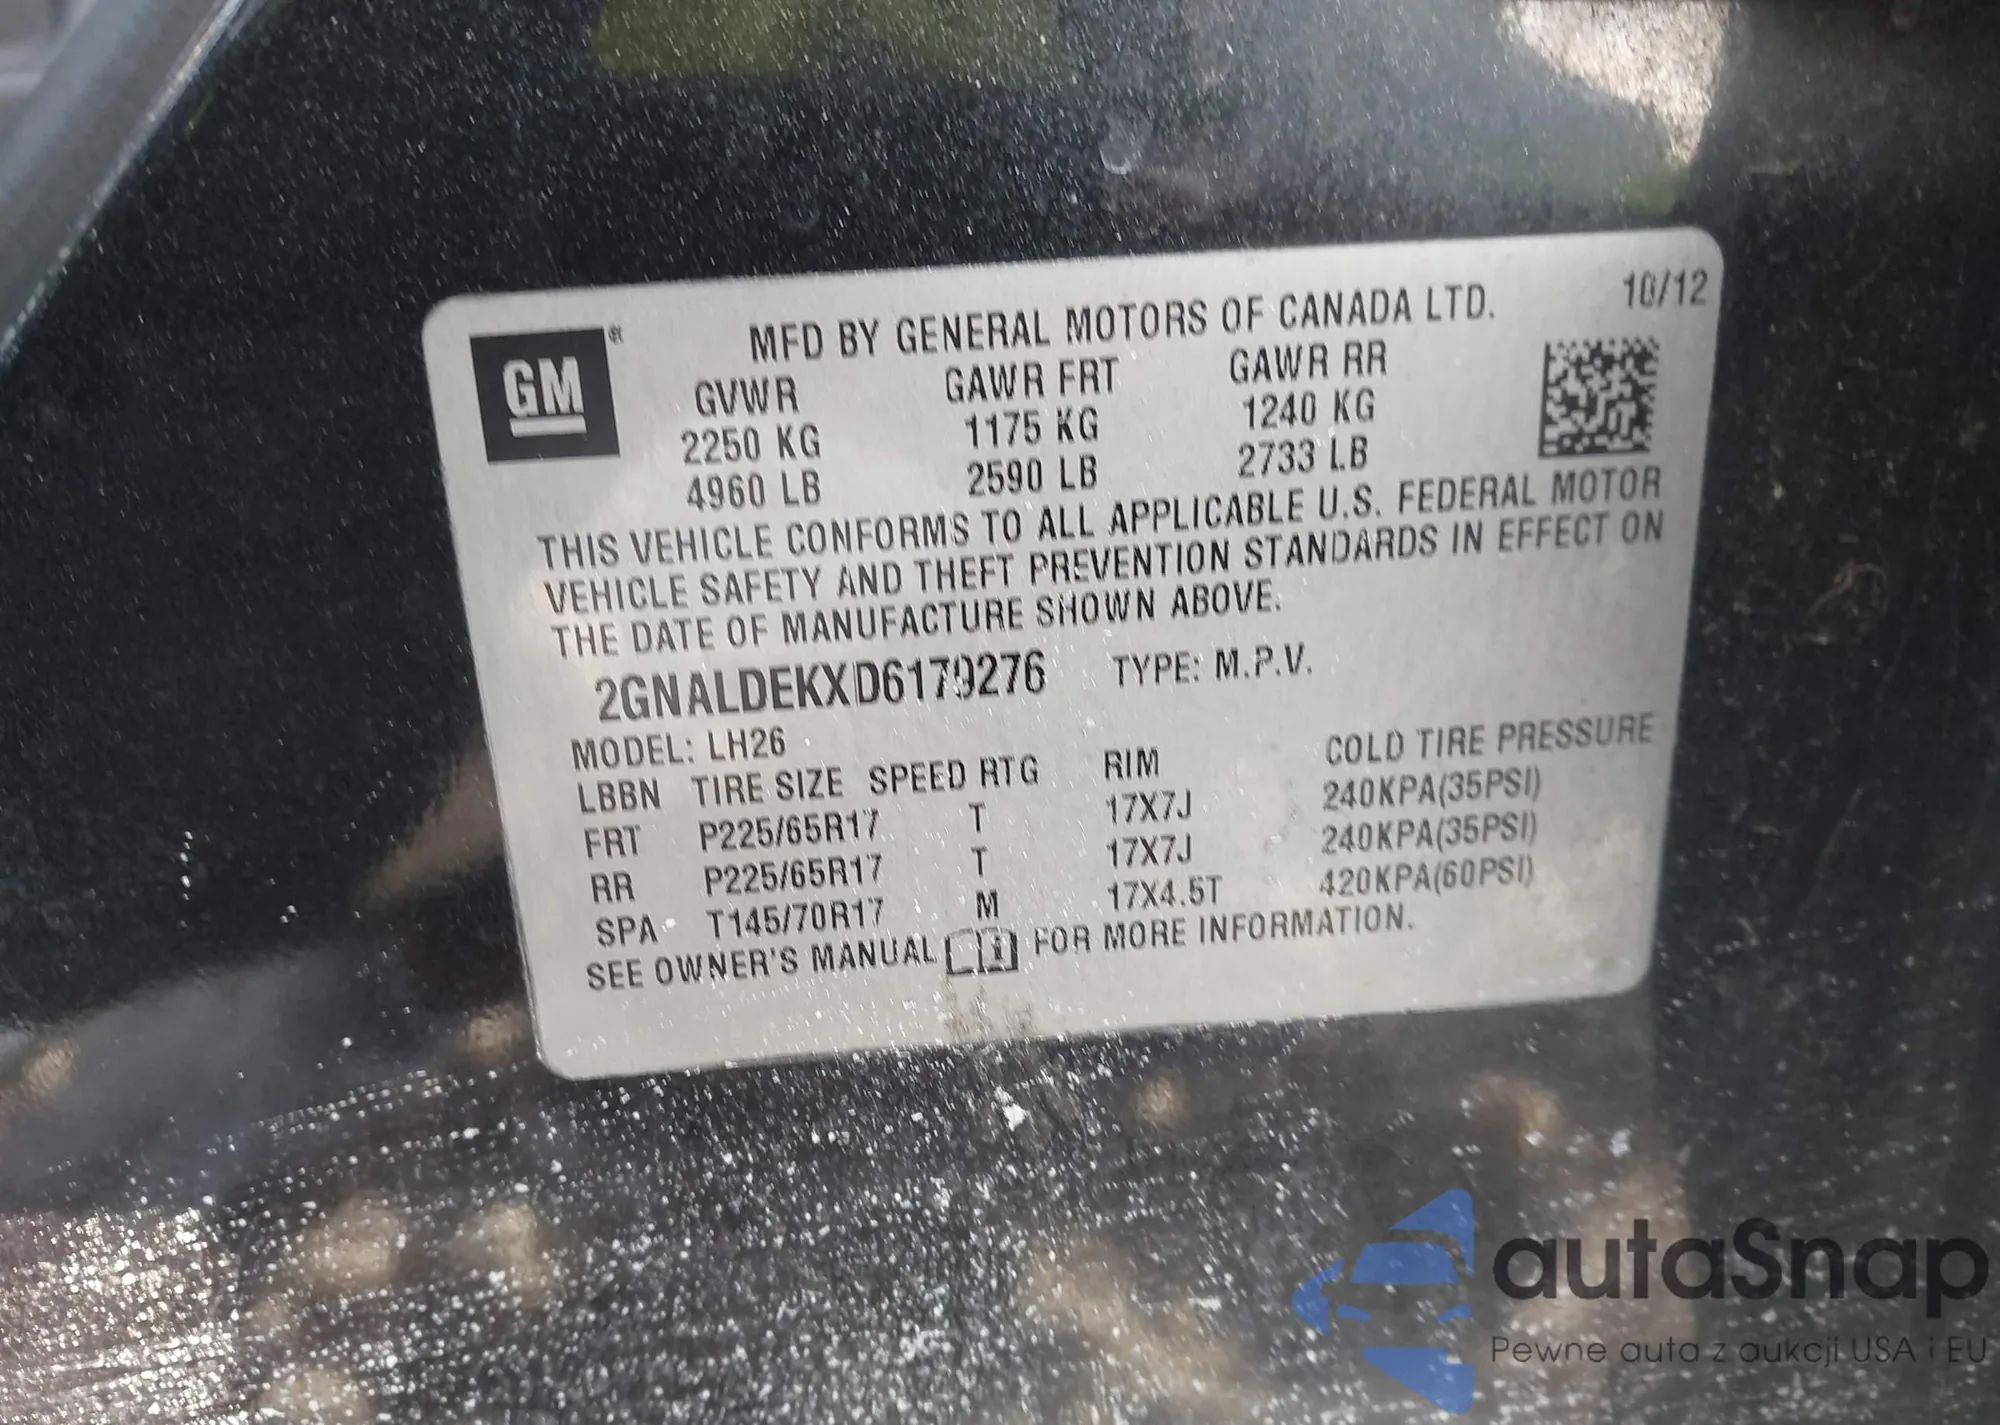 10/12
GM®
MFD BY GENERAL MOTORS OF CANADA LTD.
GVWR GAWR FRT GAWR RR
2250 KG 1175 KG 1240 KG
4960 LB 2590 LB 2733 LB
THIS VEHICLE CONFORMS TO ALL APPLICABLE U.S. FEDERAL MOTOR
VEHICLE SAFETY AND THEFT PREVENTION STANDARDS IN EFFECT ON
THE DATE OF MANUFACTURE SHOWN ABOVE.
2GNALDEKXD6179276 TYPE: M.P.V.
MODEL: LH26
LBBN TIRE SIZE SPEED RTG RIM COLD TIRE PRESSURE
FRT P225/65R17 T 17X7J 240KPA(35PSI)
RR P225/65R17 T 17X7J 240KPA(35PSI)
SPA T145/70R17 M 17X4.5T 420KPA(60PSI)
SEE OWNER'S MANUAL FOR MORE INFORMATION.
autaSnap
Pewne auta z aukcji USA i EU